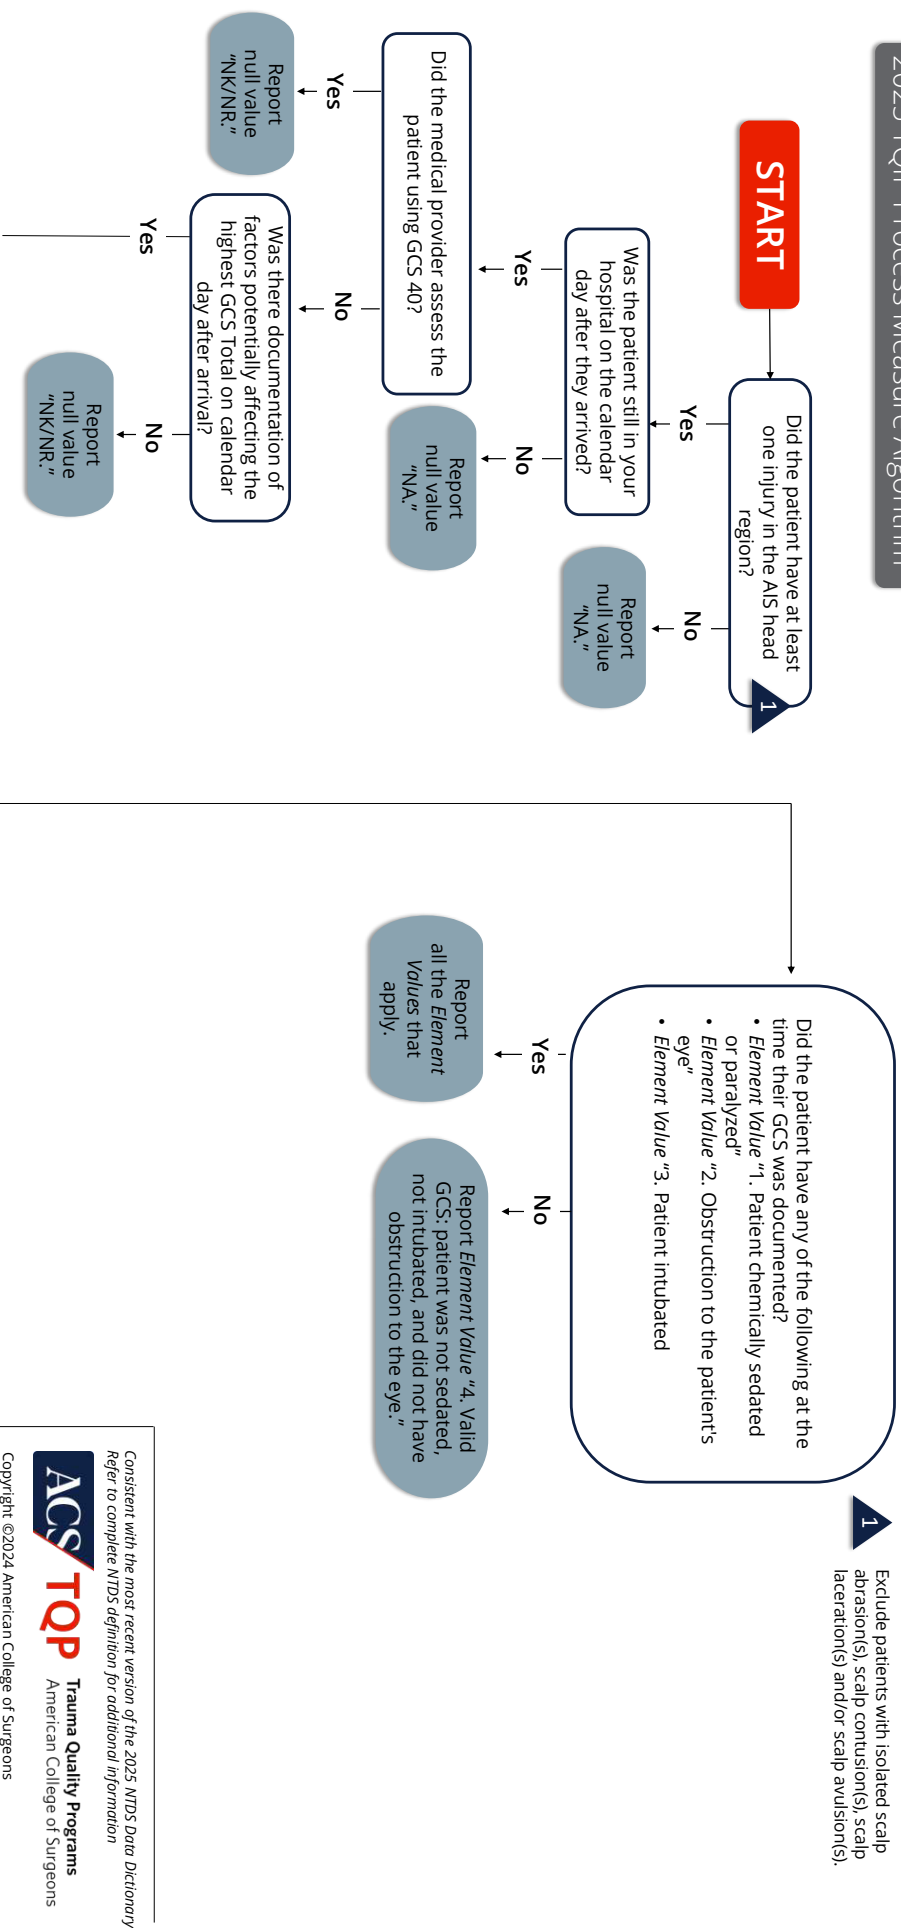 2025 TQIP Process Measure Algorithm
START
Did the patient have at least
one injury in the AIS head
region?
1
Yes
No
Report
null value
“NA.”
Was the patient still in your
hospital on the calendar
day after they arrived?
Yes
No
Report
null value
“NA.”
Did the medical provider assess the
patient using GCS 40?
Yes
No
Report
null value
“NK/NR.”
Was there documentation of
factors potentially affecting the
highest GCS Total on calendar
day after arrival?
Yes
No
Report
null value
“NK/NR.”
Did the patient have any of the following at the
time their GCS was documented?
• Element Value “1. Patient chemically sedated
or paralyzed”
• Element Value “2. Obstruction to the patient's
eye”
• Element Value “3. Patient intubated
Yes
No
Report
all the Element
Values that
apply.
Report Element Value “4. Valid
GCS: patient was not sedated,
not intubated, and did not have
obstruction to the eye.”
1
Exclude patients with isolated scalp
abrasion(s), scalp contusion(s), scalp
laceration(s) and/or scalp avulsion(s).
Consistent with the most recent version of the 2025 NTDS Data Dictionary
Refer to complete NTDS definition for additional information
ACS TQP
Trauma Quality Programs
American College of Surgeons
Copyright ©2024 American College of Surgeons